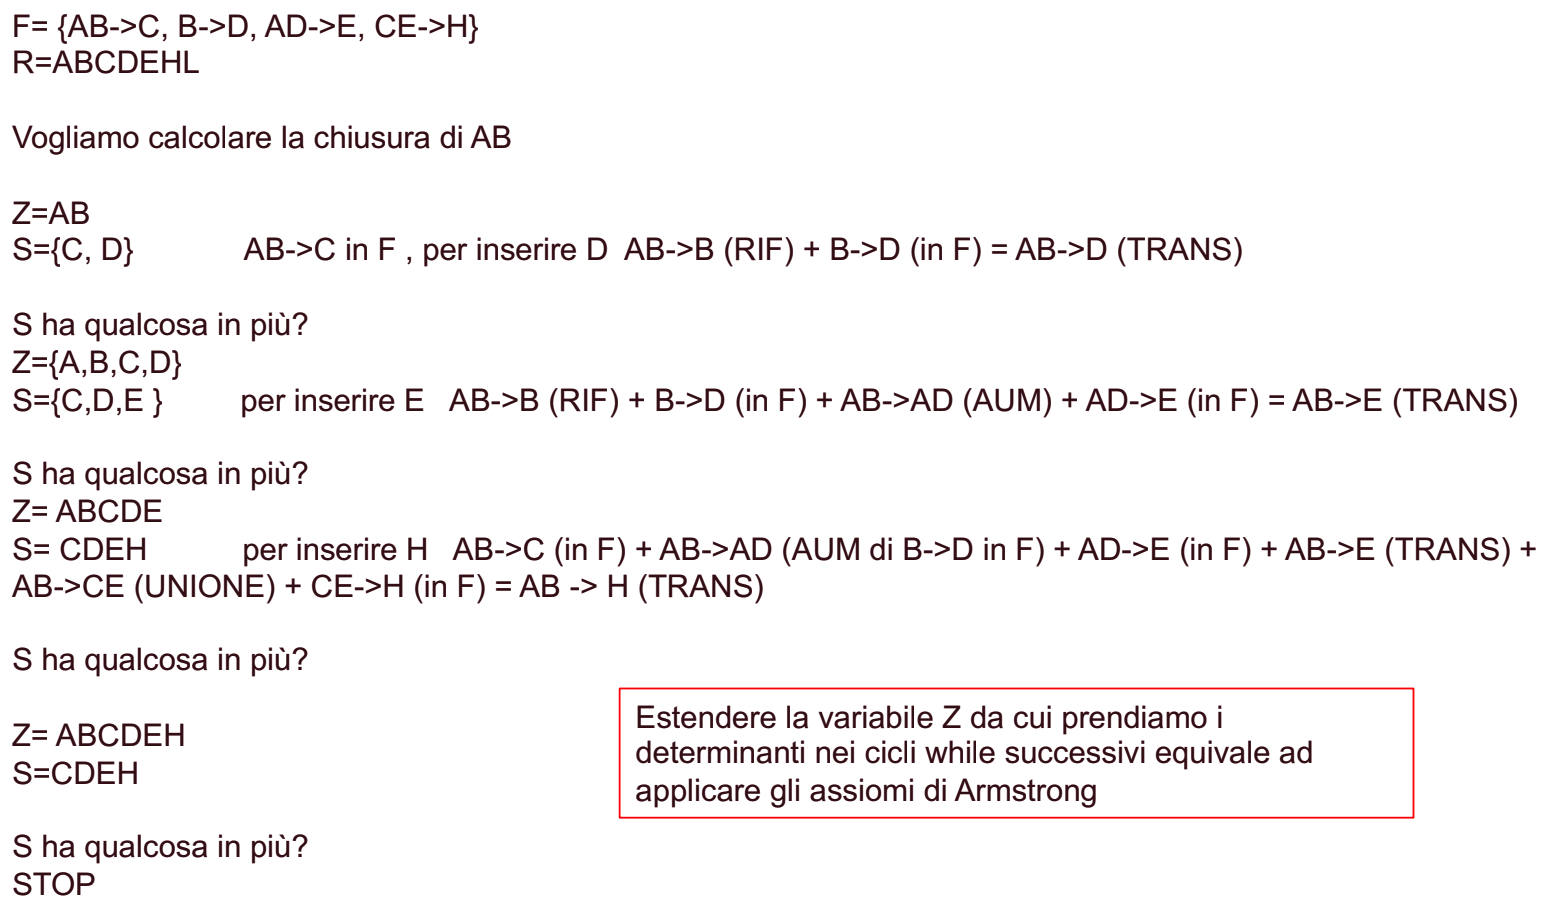 F= {AB->C, B->D, AD->E, CE->H}
R=ABCDEHL
Vogliamo calcolare la chiusura di AB
Z=AB
S={C, D} AB->C in F , per inserire D AB->B (RIF) + B->D (in F) = AB->D (TRANS)
S ha qualcosa in più?
Z={A,B,C,D}
S={C,D,E } per inserire E AB->B (RIF) + B->D (in F) + AB->AD (AUM) + AD->E (in F) = AB->E (TRANS)
S ha qualcosa in più?
Z= ABCDE
S= CDEH per inserire H AB->C (in F) + AB->AD (AUM di B->D in F) + AD->E (in F) + AB->E (TRANS) +
AB->CE (UNIONE) + CE->H (in F) = AB -> H (TRANS)
S ha qualcosa in più?
Z= ABCDEH
S=CDEH
Estendere la variabile Z da cui prendiamo i
determinanti nei cicli while successivi equivale ad
applicare gli assiomi di Armstrong
S ha qualcosa in più?
STOP